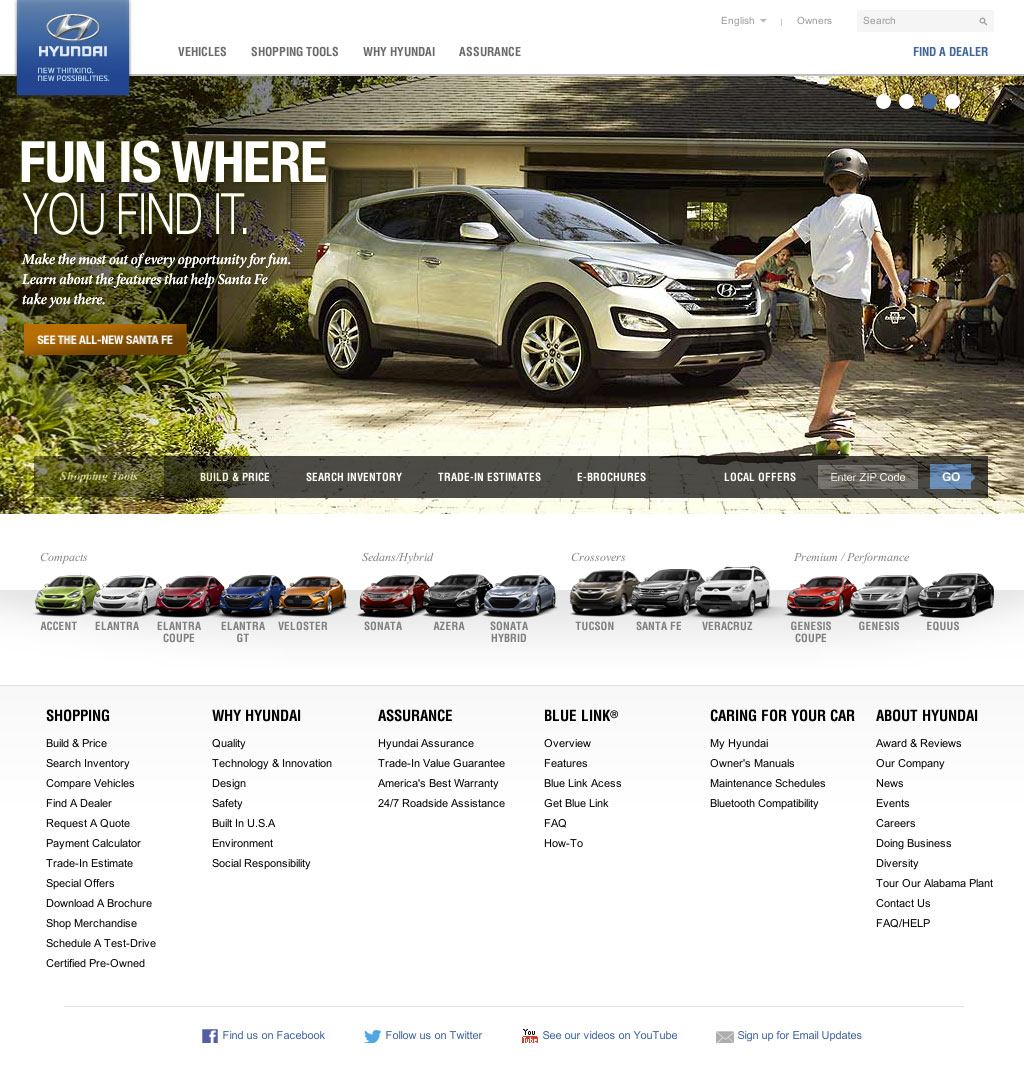 English
Owners
Search
HYUNDAI
NEW THINKING.
NEW POSSIBILITIES.
VEHICLES
SHOPPING TOOLS
WHY HYUNDAI
ASSURANCE
FIND A DEALER
FUN IS WHERE
YOU FIND IT.
Make the most out of every opportunity for fun.
Learn about the features that help Santa Fe
take you there.
SEE THE ALL-NEW SANTA FE
Shopping Tools
BUILD & PRICE
SEARCH INVENTORY
TRADE-IN ESTIMATES
E-BROCHURES
LOCAL OFFERS
Enter ZIP Code
GO
Compacts
ACCENT
ELANTRA
ELANTRA
COUPE
ELANTRA
GT
VELOSTER
Sedans/Hybrid
SONATA
AZERA
SONATA
HYBRID
Crossovers
TUCSON
SANTA FE
VERACRUZ
Premium / Performance
GENESIS
COUPE
GENESIS
EQUUS
SHOPPING
Build & Price
Search Inventory
Compare Vehicles
Find A Dealer
Request A Quote
Payment Calculator
Trade-In Estimate
Special Offers
Download A Brochure
Shop Merchandise
Schedule A Test-Drive
Certified Pre-Owned
WHY HYUNDAI
Quality
Technology & Innovation
Design
Safety
Built In U.S.A
Environment
Social Responsibility
ASSURANCE
Hyundai Assurance
Trade-In Value Guarantee
America's Best Warranty
24/7 Roadside Assistance
BLUE LINK®
Overview
Features
Blue Link Acess
Get Blue Link
FAQ
How-To
CARING FOR YOUR CAR
My Hyundai
Owner's Manuals
Maintenance Schedules
Bluetooth Compatibility
ABOUT HYUNDAI
Award & Reviews
Our Company
News
Events
Careers
Doing Business
Diversity
Tour Our Alabama Plant
Contact Us
FAQ/HELP
Find us on Facebook
Follow us on Twitter
You
Tube
See our videos on YouTube
Sign up for Email Updates